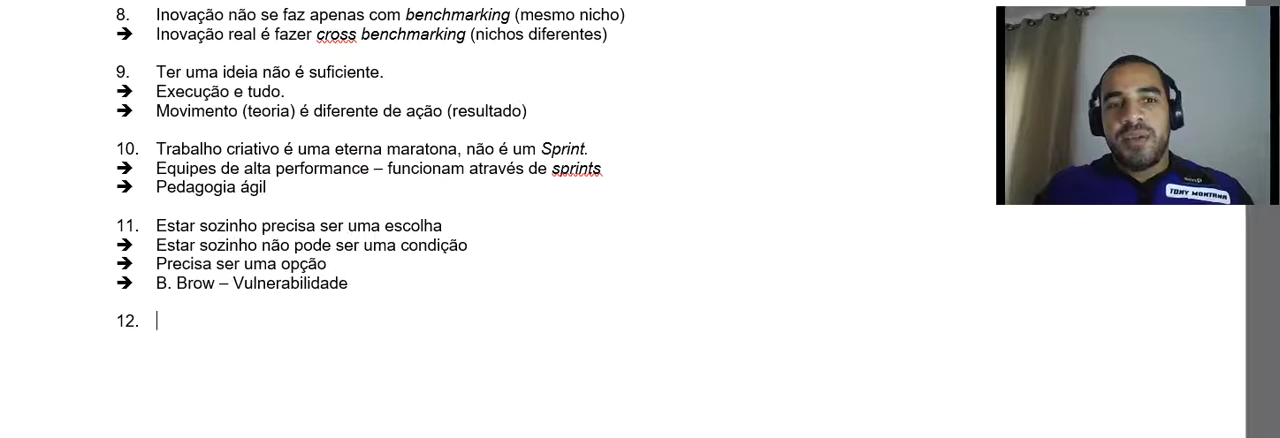 8. Inovação não se faz apenas com benchmarking (mesmo nicho)
➔ Inovação real é fazer cross benchmarking (nichos diferentes)
9. Ter uma ideia não é suficiente.
➔ Execução e tudo.
➔ Movimento (teoria) é diferente de ação (resultado)
10. Trabalho criativo é uma eterna maratona, não é um Sprint.
➔ Equipes de alta performance – funcionam através de sprints
➔ Pedagogia ágil
11. Estar sozinho precisa ser uma escolha
➔ Estar sozinho não pode ser uma condição
➔ Precisa ser uma opção
➔ B. Brow – Vulnerabilidade
12.
TONY MONTANA